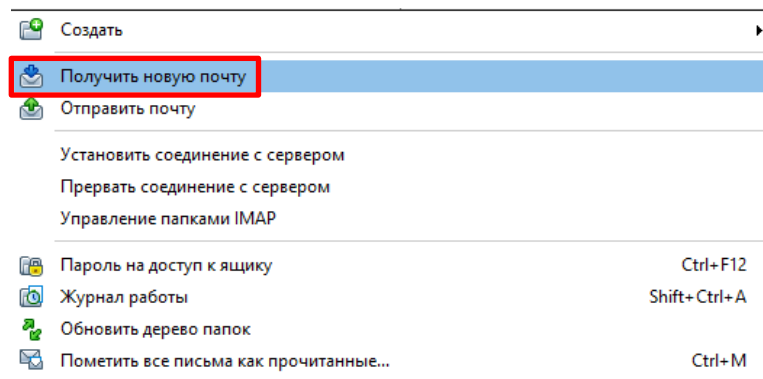 Создать
Получить новую почту
Отправить почту
Установить соединение с сервером
Прервать соединение с сервером
Управление папками IMAP
Пароль на доступ к ящику Ctrl+F12
Журнал работы Shift+Ctrl+A
Обновить дерево папок
Пометить все письма как прочитанные... Ctrl+M